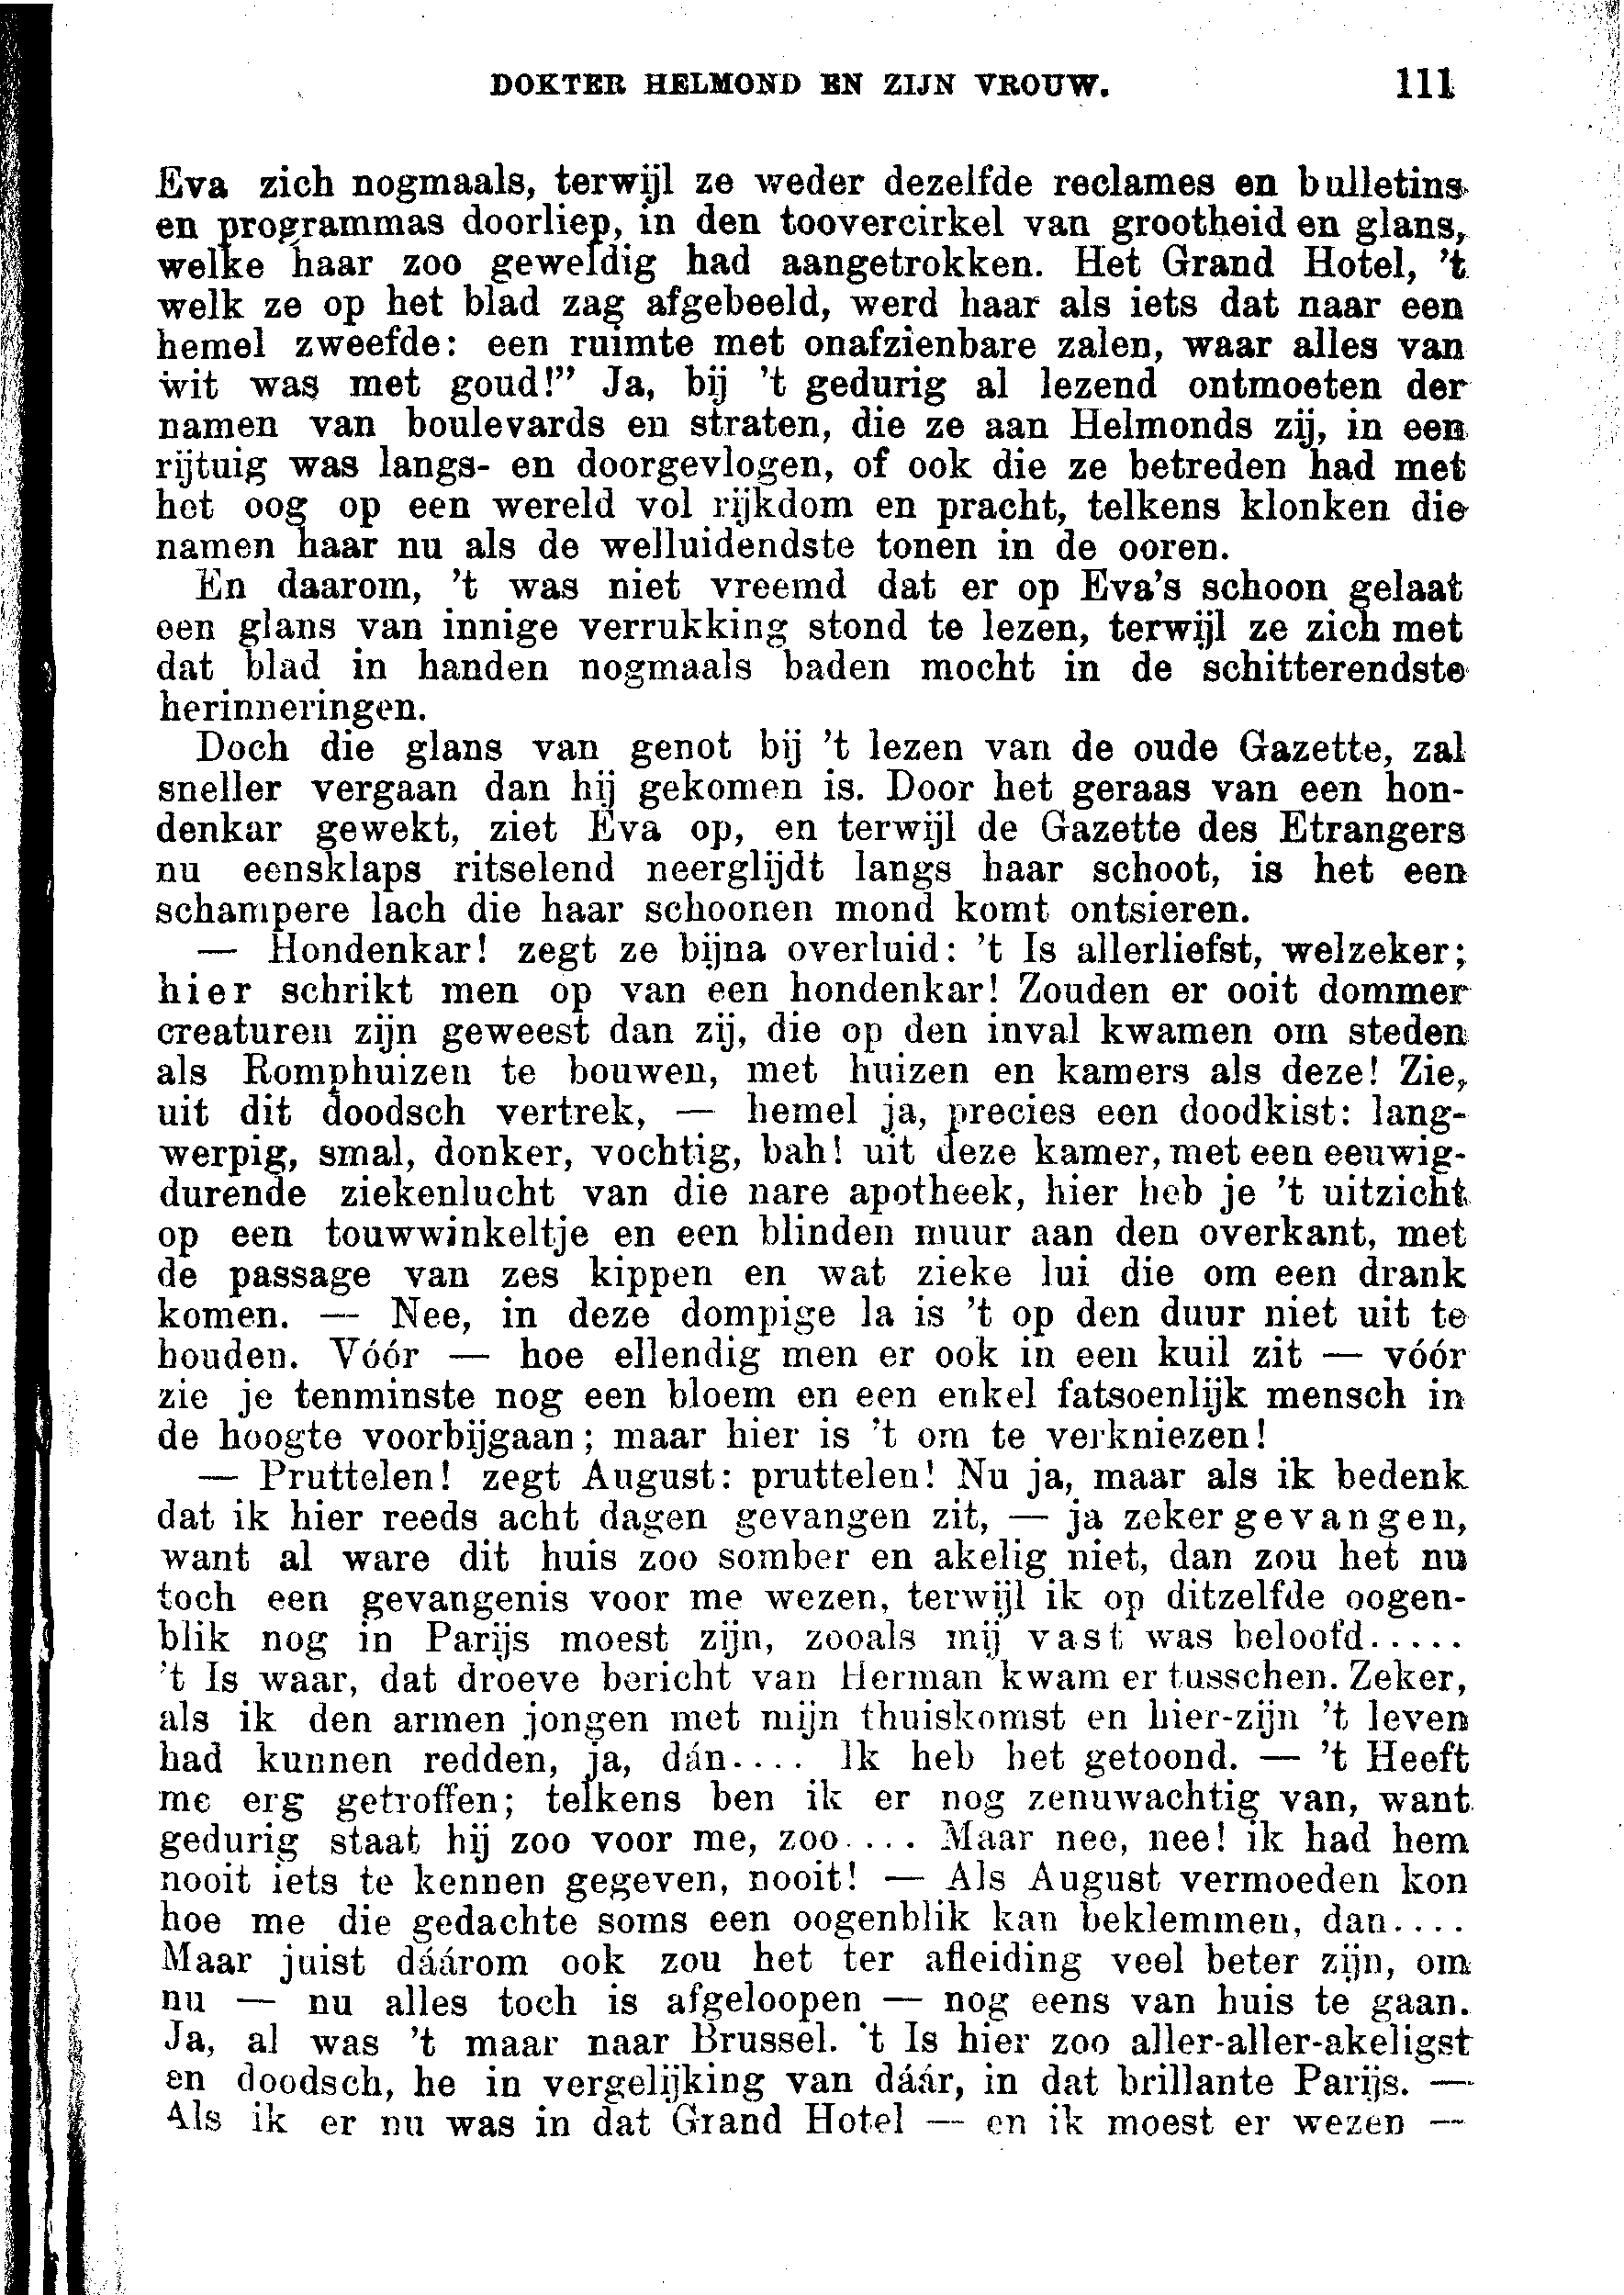 DOKTER HELMOND EN ZIJN VROUW. 111
Eva zich nogmaals, terwijl ze weder dezelfde reclames en bulletins
en programmas doorliep, in den toovercirkel van grootheid en glans,
welke haar zoo geweldig had aangetrokken. Het Grand Hotel, 't
welk ze op het blad zag afgebeeld, werd haar als iets dat naar een
hemel zweefde: een ruimte met onafzienbare zalen, waar alles van
wit was met goud!” Ja, bij 't gedurig al lezend ontmoeten der
namen van boulevards en straten, die ze aan Helmonds zij, in een
rijtuig was langs- en doorgevlogen, of ook die ze betreden had met
het oog op een wereld vol rijkdom en pracht, telkens klonken die
namen haar nu als de welluidendste tonen in de ooren.
En daarom, 't was niet vreemd dat er op Eva's schoon gelaat
een glans van innige verrukking stond te lezen, terwijl ze zich met
dat blad in handen nogmaals baden mocht in de schitterendste
herinneringen.
Doch die glans van genot bij 't lezen van de oude Gazette, zal
sneller vergaan dan hij gekomen is. Door het geraas van een hon-
denkar gewekt, ziet Eva op, en terwijl de Gazette des Etrangers
nu eensklaps ritselend neerglijdt langs haar schoot, is het een
schampere lach die haar schoonen mond komt ontsieren.
— Hondenkar! zegt ze bijna overluid: 't Is allerliefst, welzeker;
hier schrikt men op van een hondenkar! Zouden er ooit dommer
creaturen zijn geweest dan zij, die op den inval kwamen om steden
als Romphuizen te bouwen, met huizen en kamers als deze! Zie,
uit dit doodsch vertrek, — hemel ja, precies een doodkist: lang-
werpig, smal, donker, vochtig, bah! uit deze kamer, met een eeuwig-
durende ziekenlucht van die nare apotheek, hier heb je 't uitzicht
op een touwwinkeltje en een blinden muur aan den overkant, met
de passage van zes kippen en wat zieke lui die om een drank
komen. — Nee, in deze dompige la is 't op den duur niet uit te
houden. Vóór — hoe ellendig men er ook in een kuil zit — vóór
zie je tenminste nog een bloem en een enkel fatsoenlijk mensch in
de hoogte voorbijgaan; maar hier is 't om te verkniezen!
— Pruttelen! zegt August: pruttelen! Nu ja, maar als ik bedenk
dat ik hier reeds acht dagen gevangen zit, — ja zeker gevangen,
want al ware dit huis zoo somber en akelig niet, dan zou het nu
toch een gevangenis voor me wezen, terwijl ik op ditzelfde oogen-
blik nog in Parijs moest zijn, zooals mij vast was beloofd.....
't Is waar, dat droeve bericht van Herman kwam er tusschen. Zeker,
als ik den armen jongen met mijn thuiskomst en hier-zijn 't leven
had kunnen redden, ja, dán.... Ik heb het getoond. — 't Heeft
me erg getroffen; telkens ben ik er nog zenuwachtig van, want
gedurig staat hij zoo voor me, zoo.... Maar nee, nee! ik had hem
nooit iets te kennen gegeven, nooit! — Als August vermoeden kon
hoe me die gedachte soms een oogenblik kan beklemmen, dan....
Maar juist dáárom ook zou het ter afleiding veel beter zijn, om
nu — nu alles toch is afgeloopen — nog eens van huis te gaan.
Ja, al was 't maar naar Brussel. 't Is hier zoo aller-aller-akeligst
en doodsch, he in vergelijking van dáár, in dat brillante Parijs. —
Als ik er nu was in dat Grand Hotel — en ik moest er wezen —